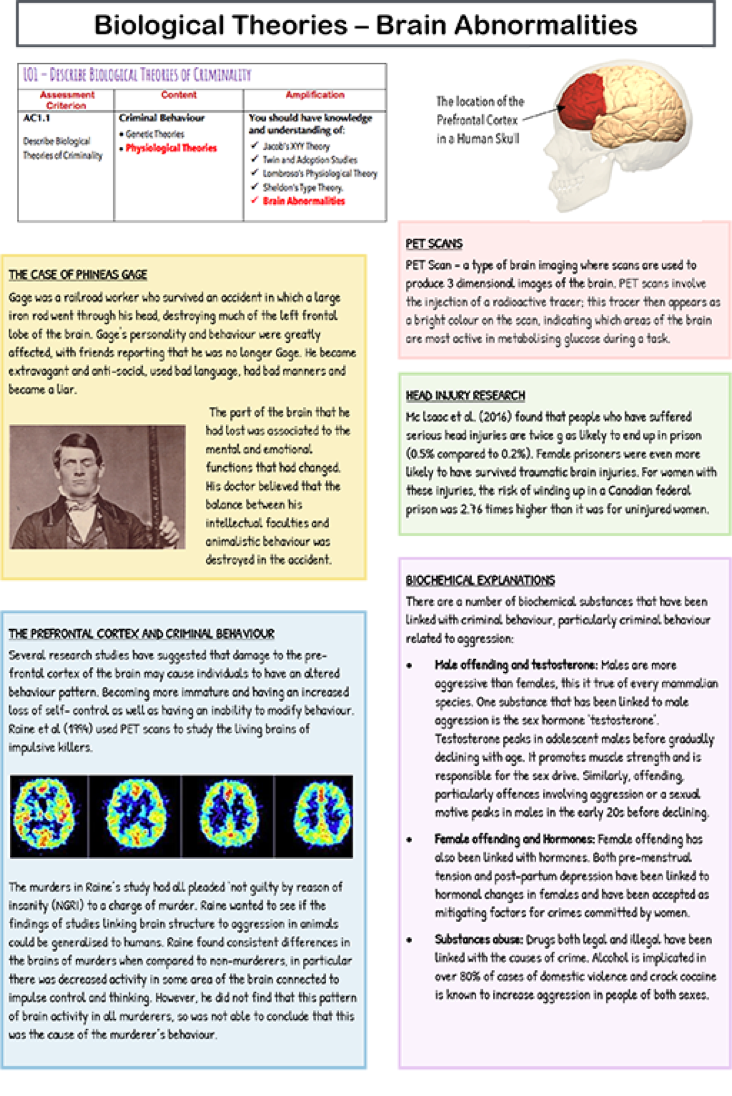 Biological Theories – Brain Abnormalities
LO1 – DESCRIBE BIOLOGICAL THEORIES OF CRIMINALITY
Assessment Criterion
Content
Amplification
AC1.1
Describe Biological
Theories of Criminality
Criminal Behaviour
• Genetic Theories
• Physiological Theories
You should have knowledge
and understanding of:
✓ Jacob's XYY Theory
✓ Twin and Adoption Studies
✓ Lombroso's Physiological Theory
✓ Sheldon's Type Theory.
✓ Brain Abnormalities
The location of the
Prefrontal Cortex
in a Human Skull
THE CASE OF PHINEAS GAGE
Gage was a railroad worker who survived an accident in which a large
iron rod went through his head, destroying much of the left frontal
lobe of the brain. Gage's personality and behaviour were greatly
affected, with friends reporting that he was no longer Gage. He became
extravagant and anti-social, used bad language, had bad manners and
became a liar.
The part of the brain that he
had lost was associated to the
mental and emotional
functions that had changed.
His doctor believed that the
balance between his
intellectual faculties and
animalistic behaviour was
destroyed in the accident.
THE PREFRONTAL CORTEX AND CRIMINAL BEHAVIOUR
Several research studies have suggested that damage to the pre-
frontal cortex of the brain may cause individuals to have an altered
behaviour pattern. Becoming more immature and having an increased
loss of self- control as well as having an inability to modify behaviour.
Raine et al (1994) used PET scans to study the living brains of
impulsive killers.
The murders in Raine's study had all pleaded 'not guilty by reason of
insanity (NGRI) to a charge of murder. Raine wanted to see if the
findings of studies linking brain structure to aggression in animals
could be generalised to humans. Raine found consistent differences in
the brains of murders when compared to non-murderers, in particular
there was decreased activity in some area of the brain connected to
impulse control and thinking. However, he did not find that this pattern
of brain activity in all murderers, so was not able to conclude that this
was the cause of the murderer's behaviour.
PET SCANS
PET Scan – a type of brain imaging where scans are used to
produce 3 dimensional images of the brain. PET scans involve
the injection of a radioactive tracer; this tracer then appears as
a bright colour on the scan, indicating which areas of the brain
are most active in metabolising glucose during a task.
HEAD INJURY RESEARCH
Mc Isaac et al. (2016) found that people who have suffered
serious head injuries are twice g as likely to end up in prison
(0.5% compared to 0.2%). Female prisoners were even more
likely to have survived traumatic brain injuries. For women with
these injuries, the risk of winding up in a Canadian federal
prison was 2.76 times higher than it was for uninjured women.
BIOCHEMICAL EXPLANATIONS
There are a number of biochemical substances that have been
linked with criminal behaviour, particularly criminal behaviour
related to aggression:
• Male offending and testosterone: Males are more
aggressive than females, this it true of every mammalian
species. One substance that has been linked to male
aggression is the sex hormone 'testosterone'.
Testosterone peaks in adolescent males before gradually
declining with age. It promotes muscle strength and is
responsible for the sex drive. Similarly, offending,
particularly offences involving aggression or a sexual
motive peaks in males in the early 20s before declining.
• Female offending and Hormones: Female offending has
also been linked with hormones. Both pre-menstrual
tension and post-partum depression have been linked to
hormonal changes in females and have been accepted as
mitigating factors for crimes committed by women.
• Substances abuse: Drugs both legal and illegal have been
linked with the causes of crime. Alcohol is implicated in
over 80% of cases of domestic violence and crack cocaine
is known to increase aggression in people of both sexes.